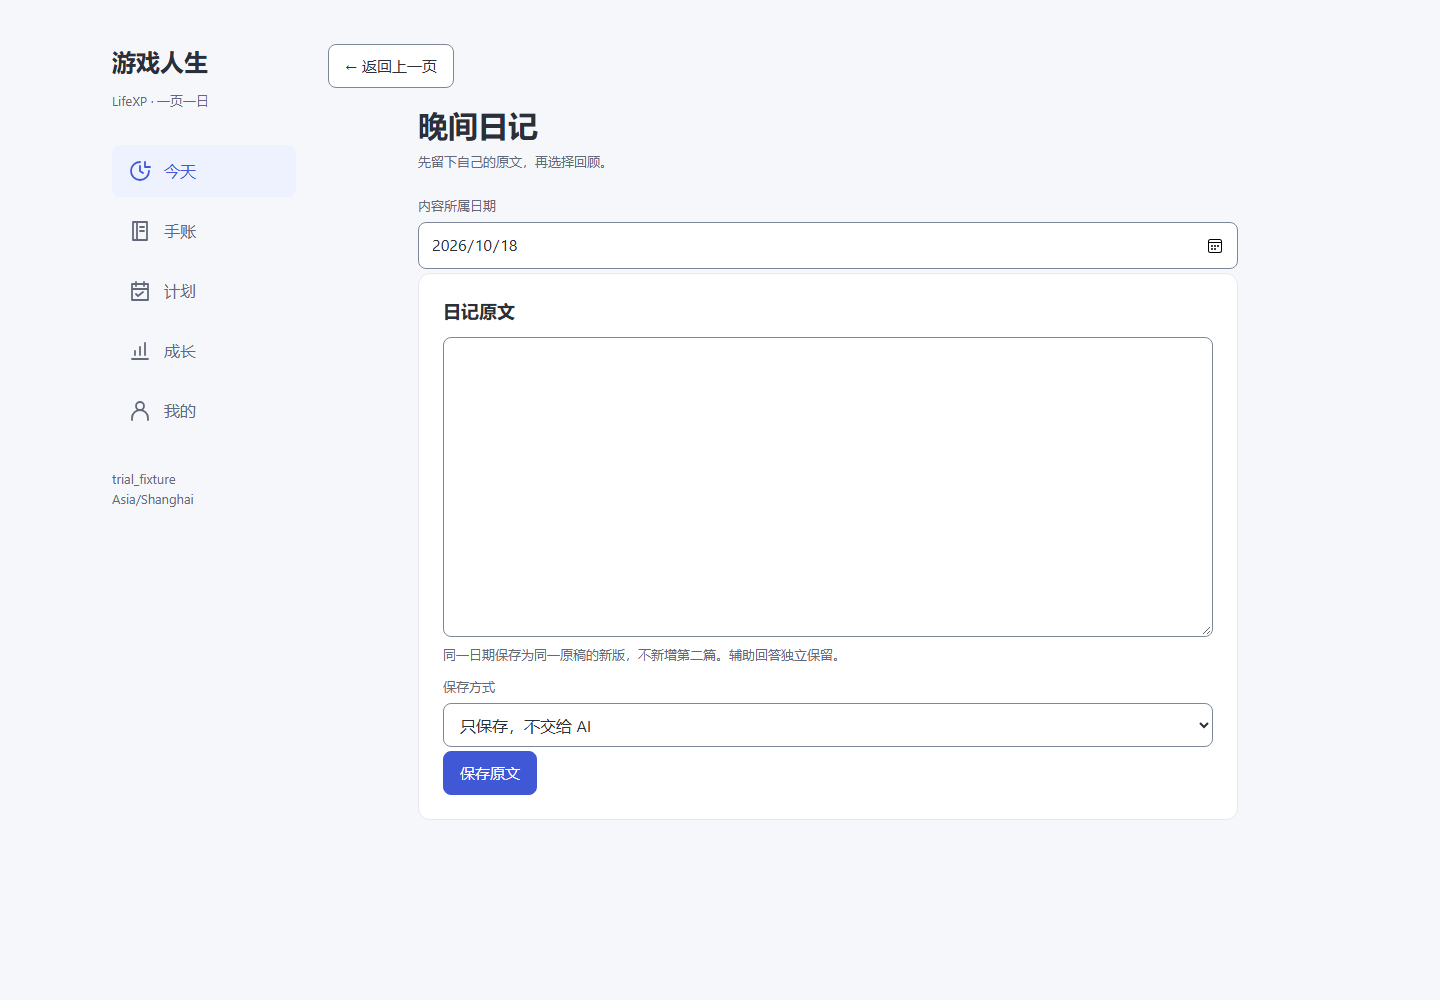 游戏人生
LifeXP · 一页一日
今天
手账
计划
成长
我的
trial_fixture
Asia/Shanghai
← 返回上一页
晚间日记
先留下自己的原文，再选择回顾。
内容所属日期
2026/10/18
日记原文
同一日期保存为同一原稿的新版，不新增第二篇。辅助回答独立保留。
保存方式
只保存，不交给 AI
保存原文